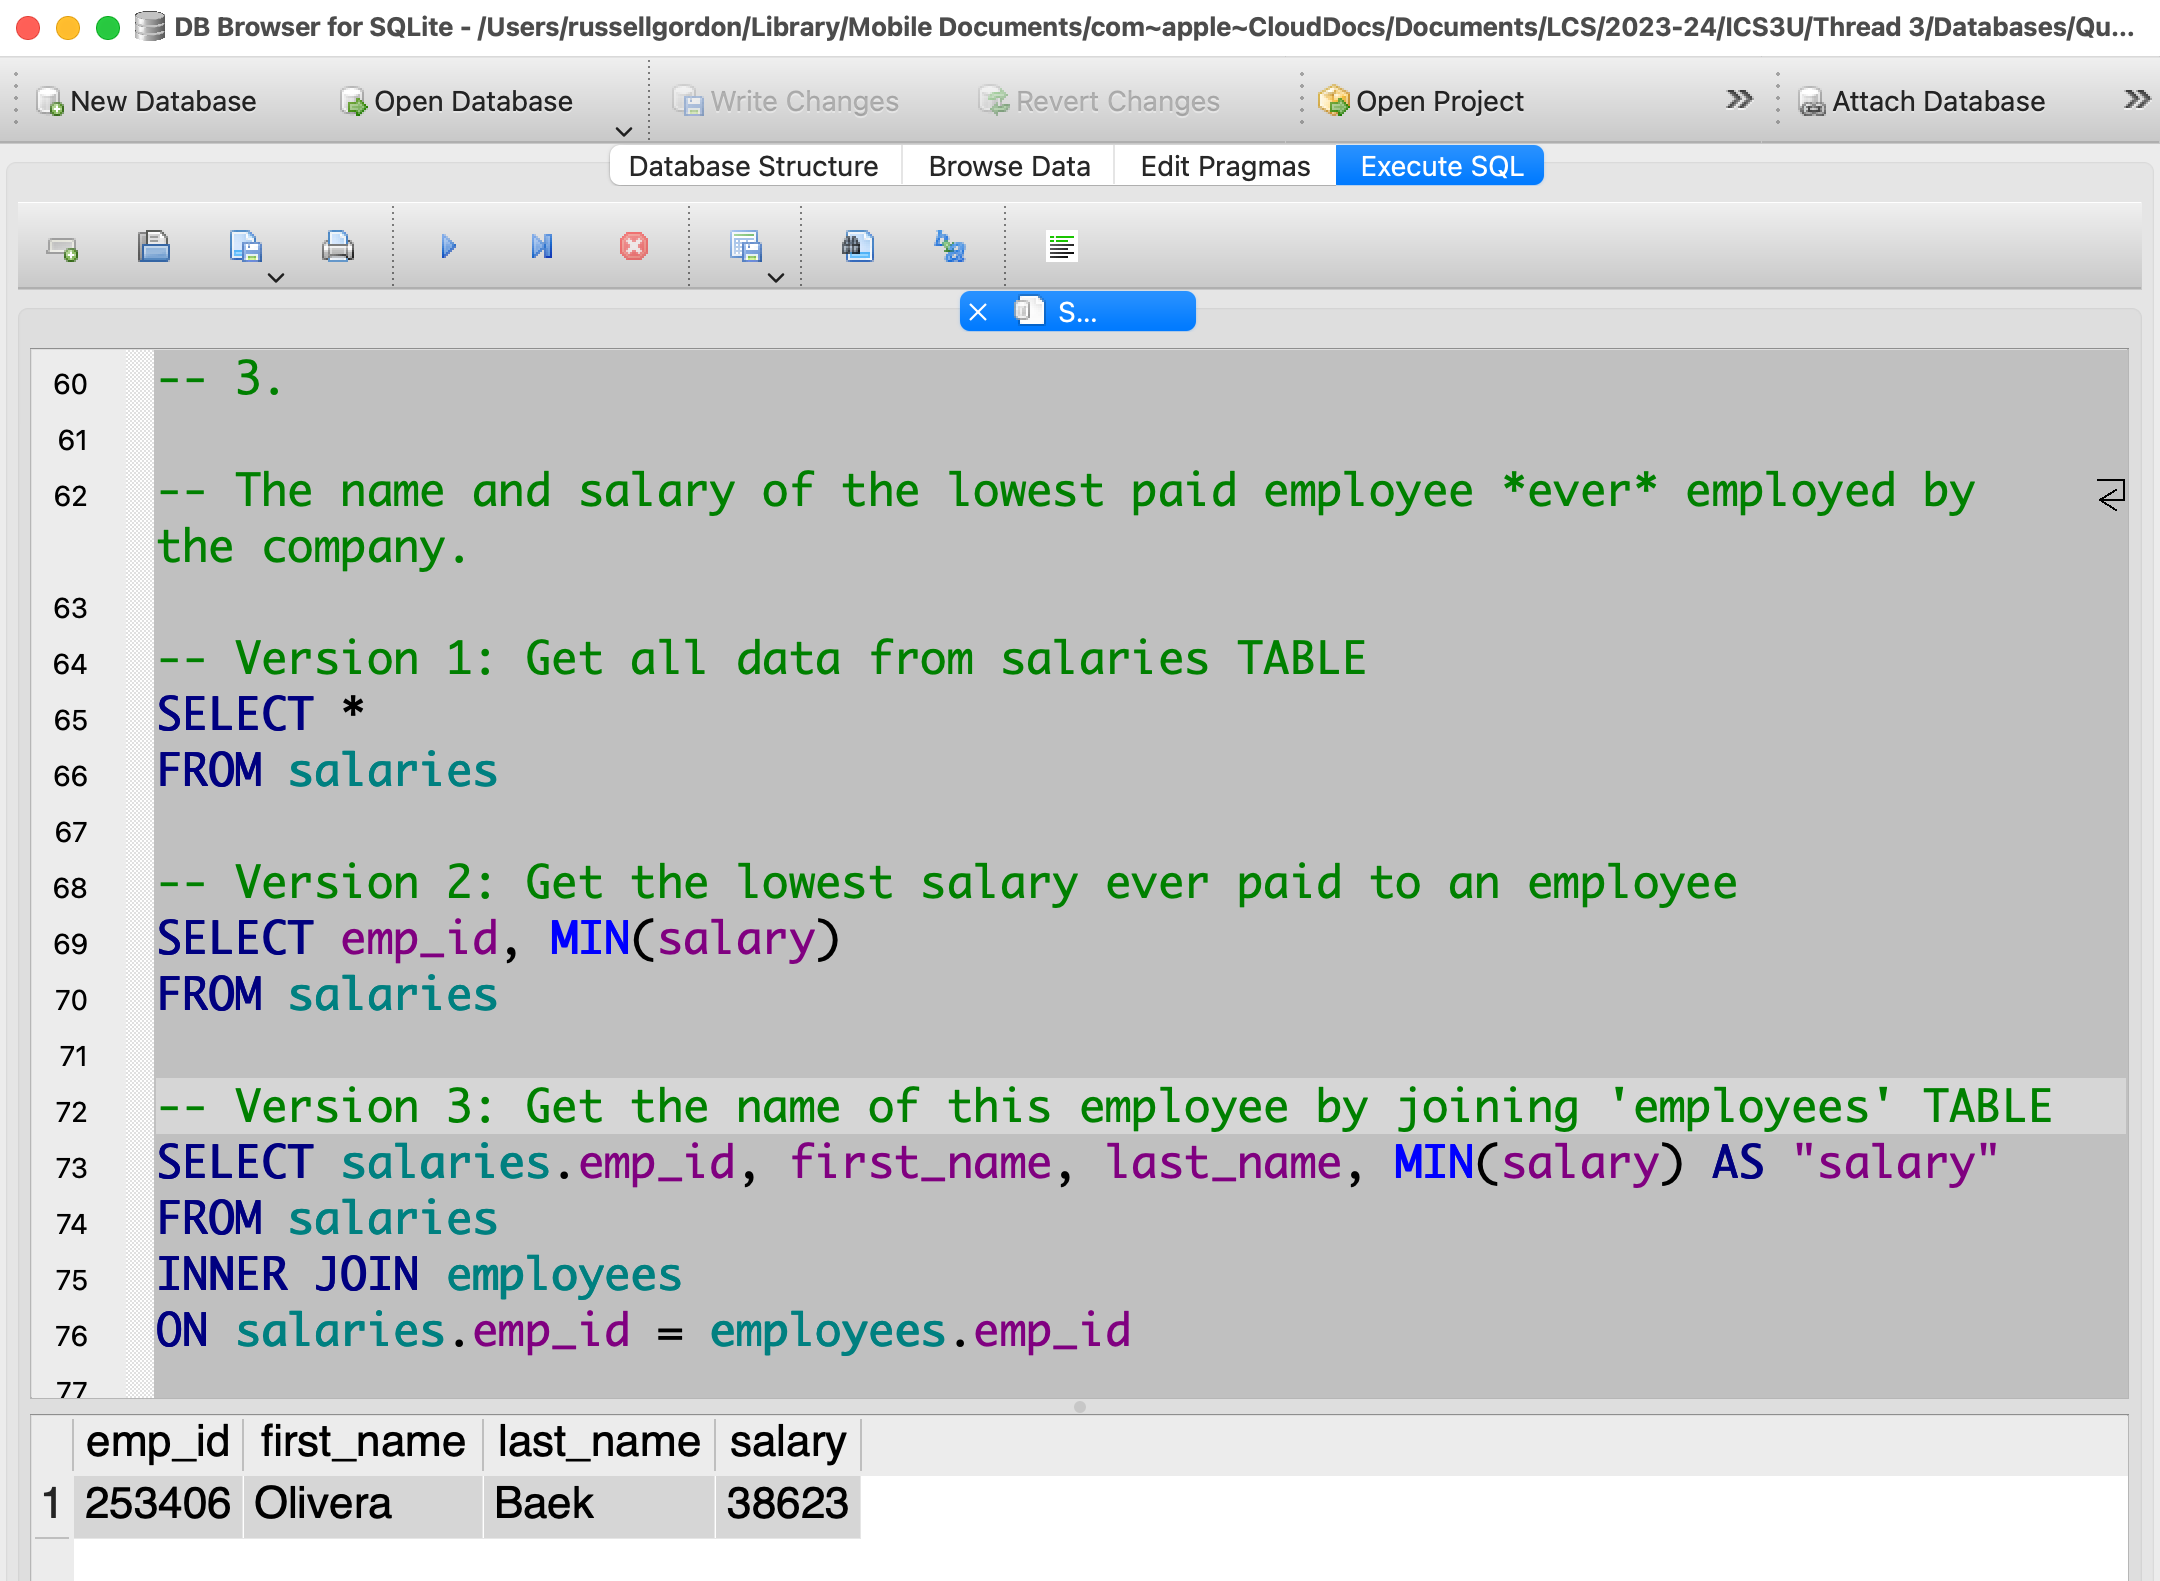 DB Browser for SQLite - /Users/russellgordon/Library/Mobile Documents/com~apple~CloudDocs/Documents/LCS/2023-24/ICS3U/Thread 3/Databases/Qu...
New Database Open Database Write Changes Revert Changes Open Project Attach Database
Database Structure Browse Data Edit Pragmas Execute SQL
S...
60 -- 3.
61
62 -- The name and salary of the lowest paid employee *ever* employed by
the company.
63
64 -- Version 1: Get all data from salaries TABLE
65 SELECT *
66 FROM salaries
67
68 -- Version 2: Get the lowest salary ever paid to an employee
69 SELECT emp_id, MIN(salary)
70 FROM salaries
71
72 -- Version 3: Get the name of this employee by joining 'employees' TABLE
73 SELECT salaries.emp_id, first_name, last_name, MIN(salary) AS "salary"
74 FROM salaries
75 INNER JOIN employees
76 ON salaries.emp_id = employees.emp_id
77
emp_id first_name last_name salary
1 253406 Olivera Baek 38623